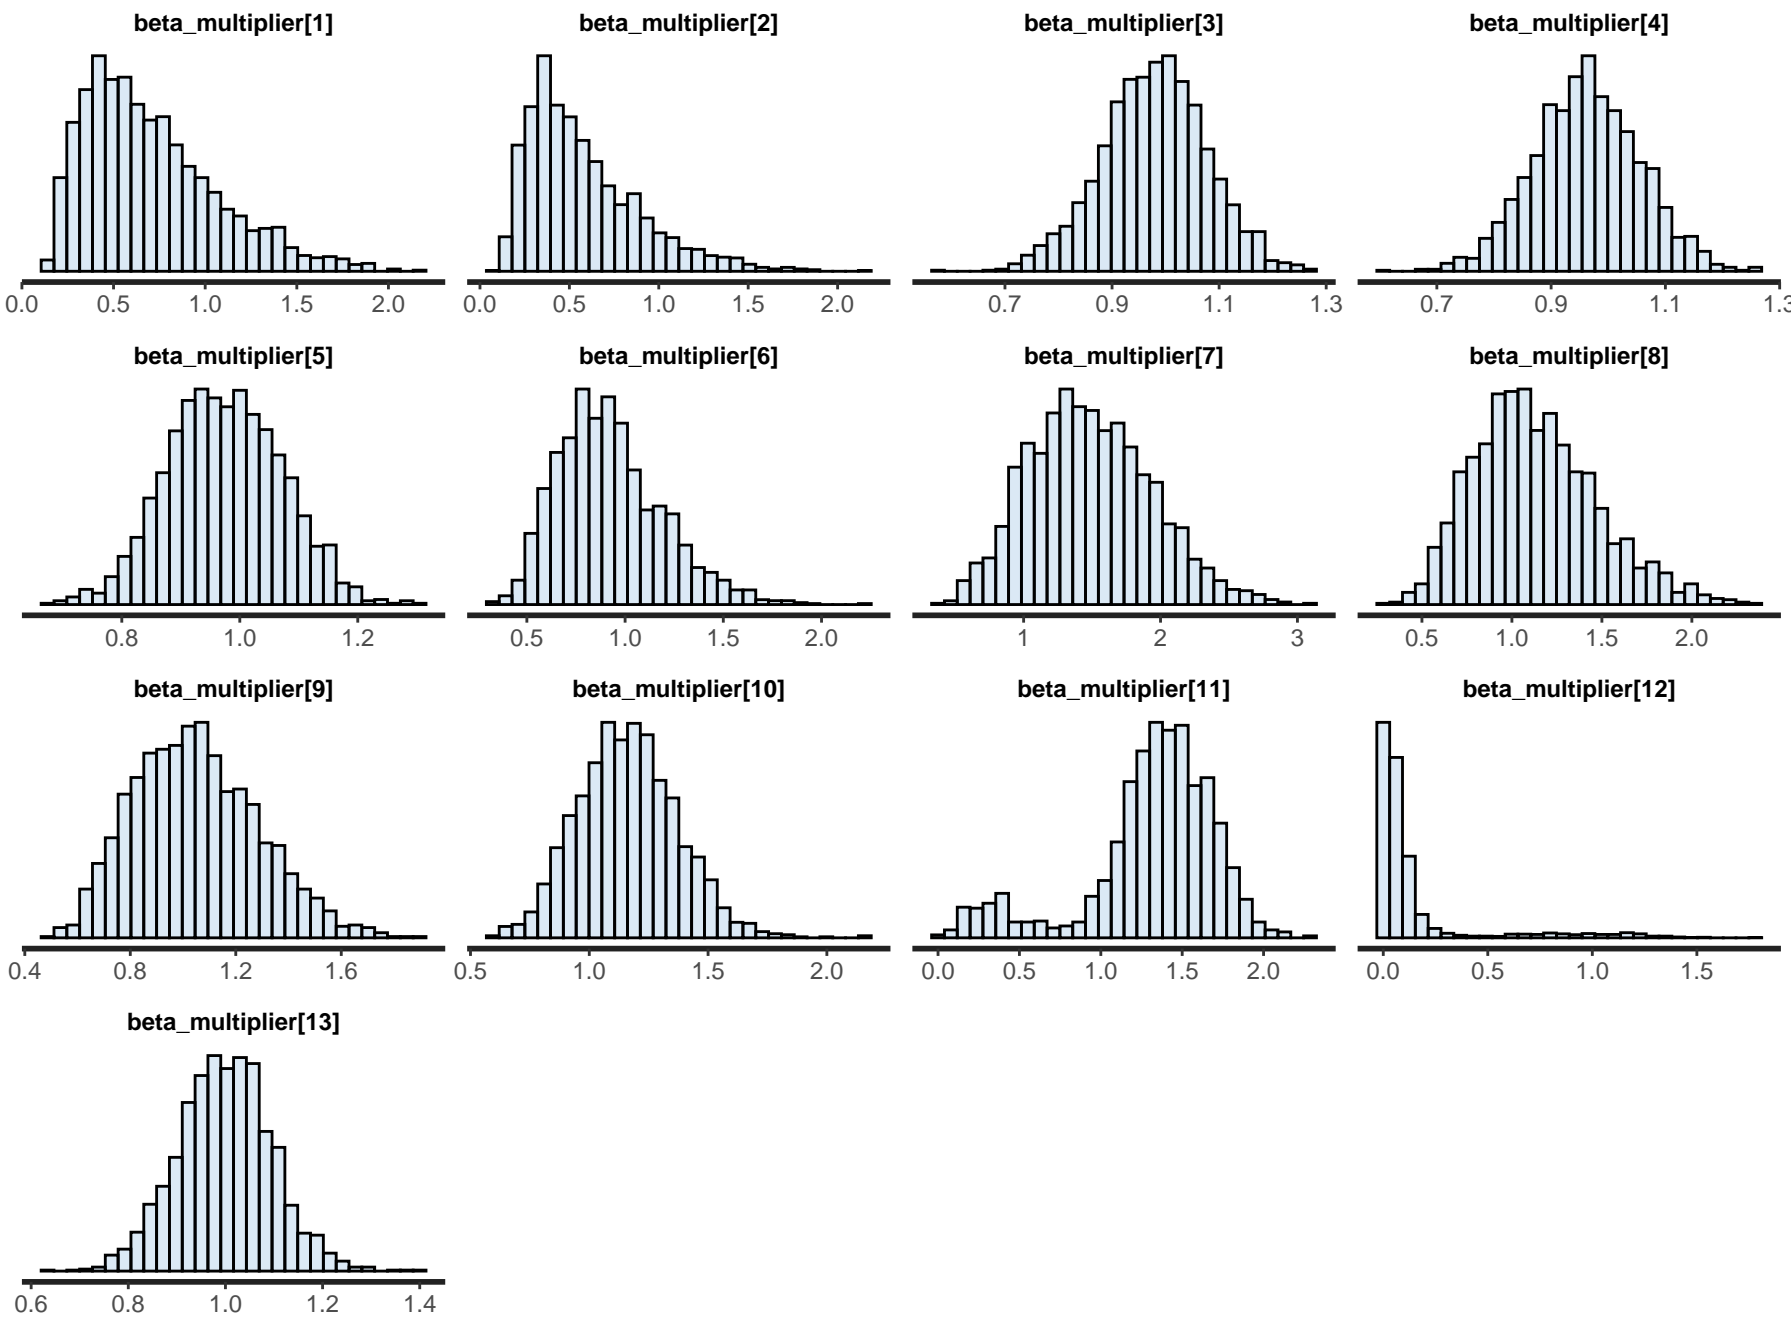 beta_multiplier[1] beta_multiplier[2] beta_multiplier[3] beta_multiplier[4]
0.0 0.5 1.0 1.5 2.0 0.0 0.5 1.0 1.5 2.0 0.7 0.9 1.1 1.3 0.7 0.9 1.1 1.3
beta_multiplier[5] beta_multiplier[6] beta_multiplier[7] beta_multiplier[8]
0.8 1.0 1.2 0.5 1.0 1.5 2.0 1 2 3 0.5 1.0 1.5 2.0
beta_multiplier[9] beta_multiplier[10] beta_multiplier[11] beta_multiplier[12]
0.4 0.8 1.2 1.6 0.5 1.0 1.5 2.0 0.0 0.5 1.0 1.5 2.0 0.0 0.5 1.0 1.5
beta_multiplier[13]
0.6 0.8 1.0 1.2 1.4